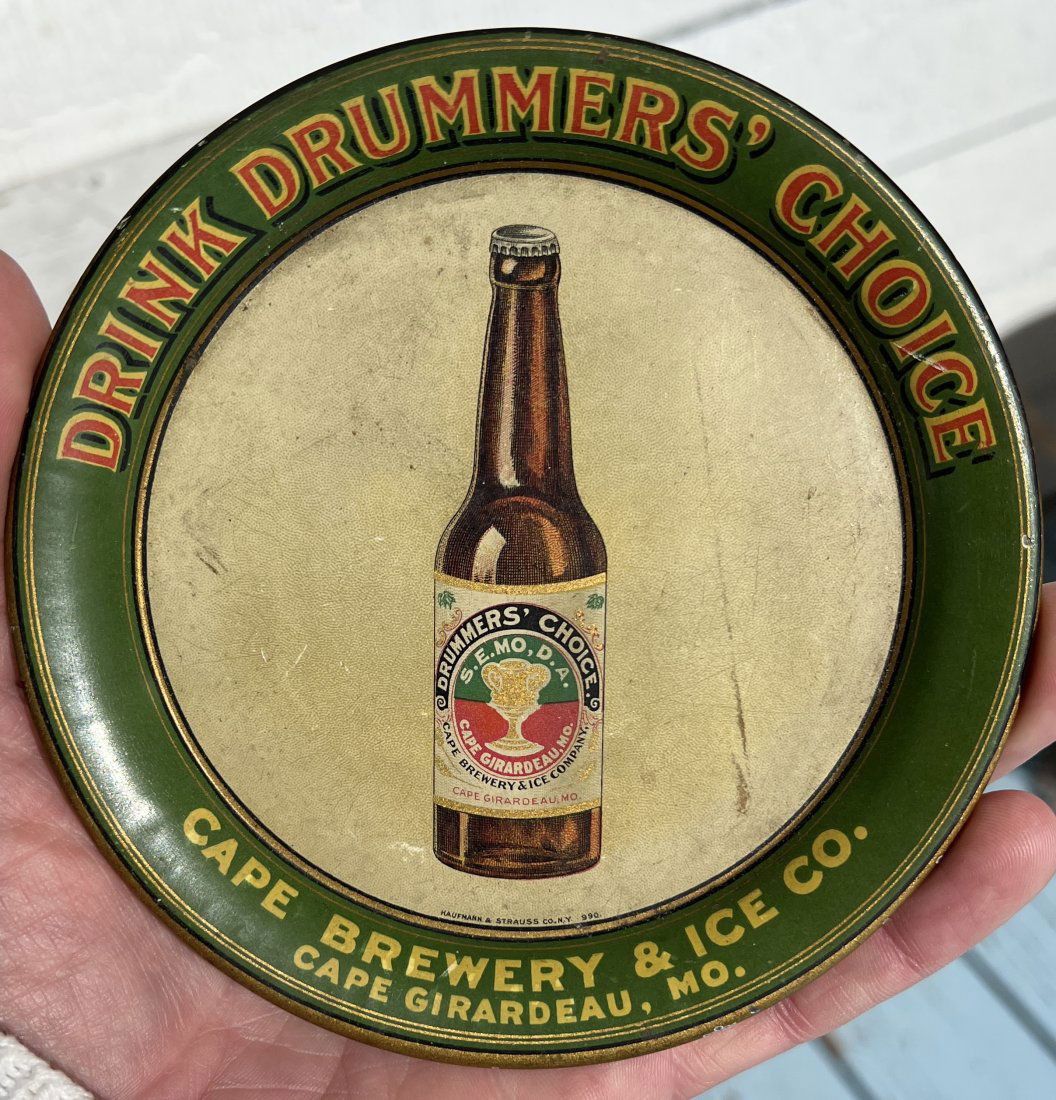 DRINK DRUMMERS' CHOICE
DRUMMERS' CHOICE.
S.E.MO, D.A.
CAPE GIRARDEAU, MO.
CAPE BREWERY & ICE COMPANY,
CAPE GIRARDEAU, MO
HAUFMANN & STRAUSS CO. N.Y. 990.
CAPE BREWERY & ICE CO.
CAPE GIRARDEAU, MO.